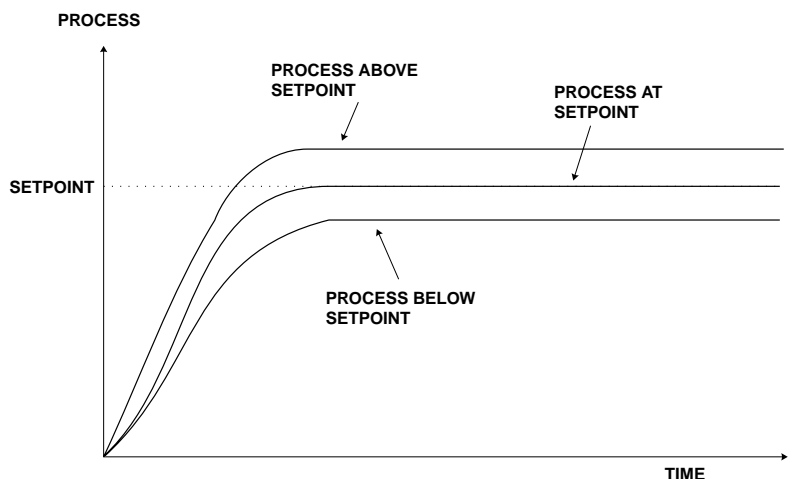 PROCESS
PROCESS ABOVE
SETPOINT
PROCESS AT
SETPOINT
SETPOINT
PROCESS BELOW
SETPOINT
TIME